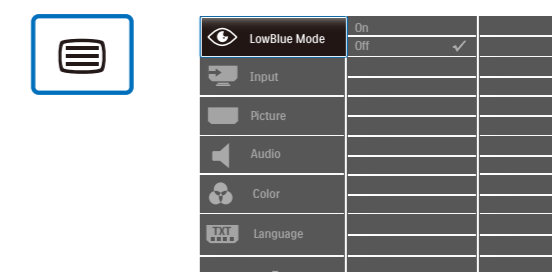 LowBlue Mode
On
Off
Input
Picture
Audio
Color
TXT
Language